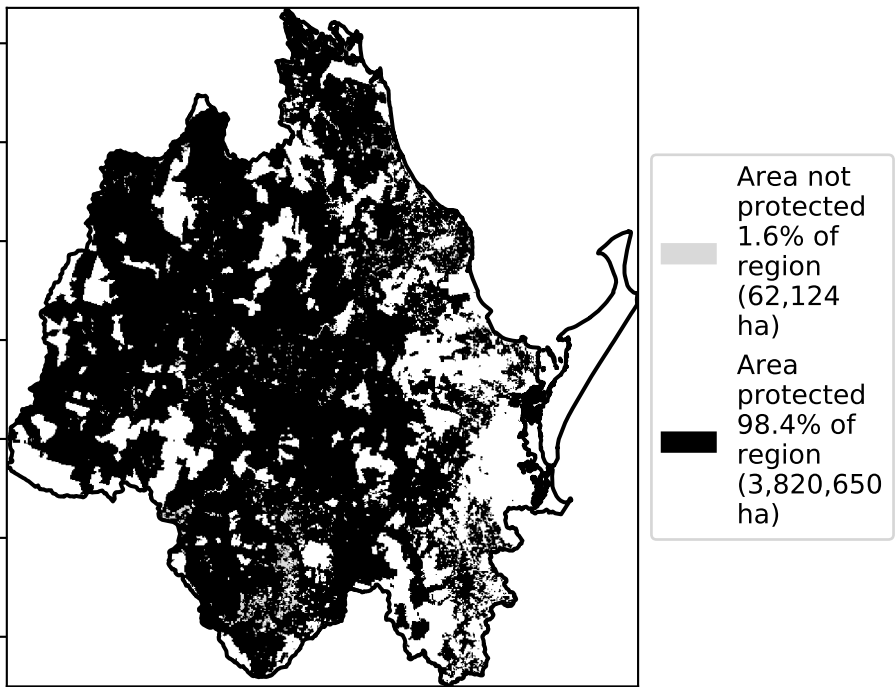 Area not
protected
1.6% of
region
(62,124
ha)
Area
protected
98.4% of
region
(3,820,650
ha)